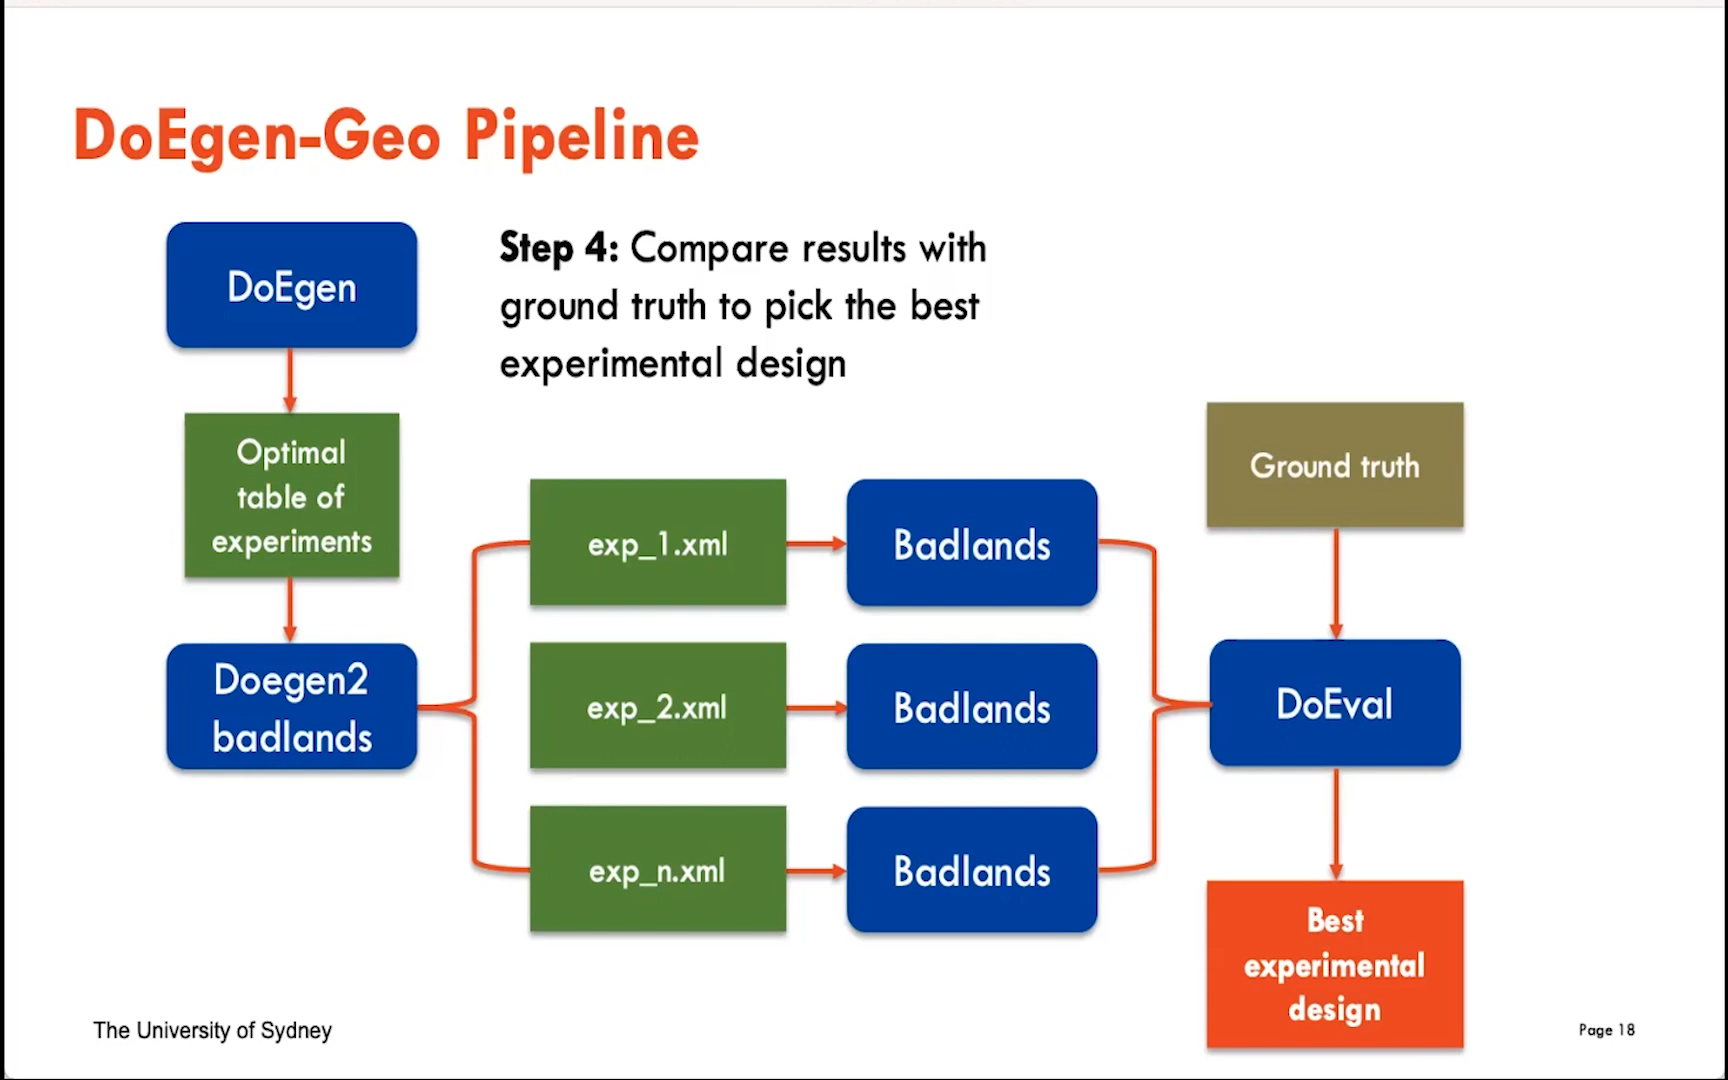 DoEgen-Geo Pipeline
DoEgen
Step 4: Compare results with
ground truth to pick the best
experimental design
Optimal
table of
experiments
Ground truth
exp_1.xml
Badlands
Doegen2
badlands
exp_2.xml
Badlands
DoEval
exp_n.xml
Badlands
Best
experimental
design
The University of Sydney
Page 18